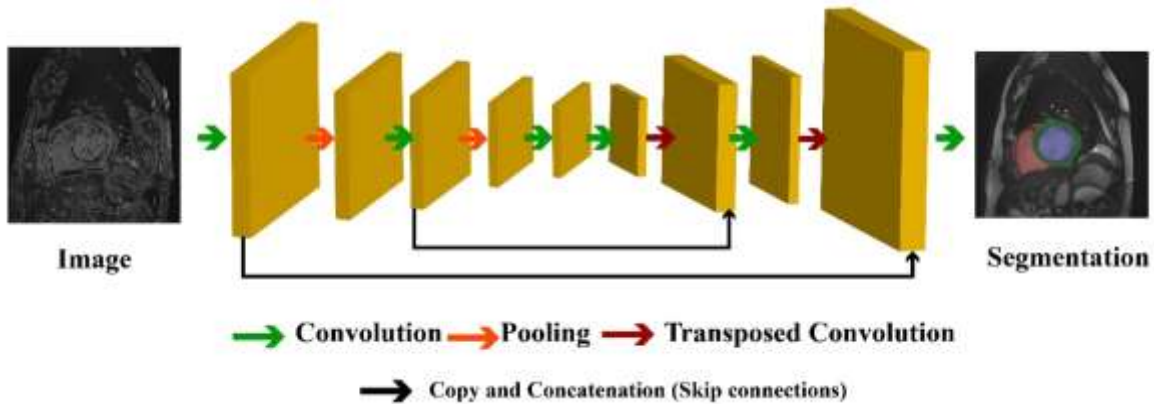 Image
Segmentation
Convolution Pooling Transposed Convolution
Copy and Concatenation (Skip connections)